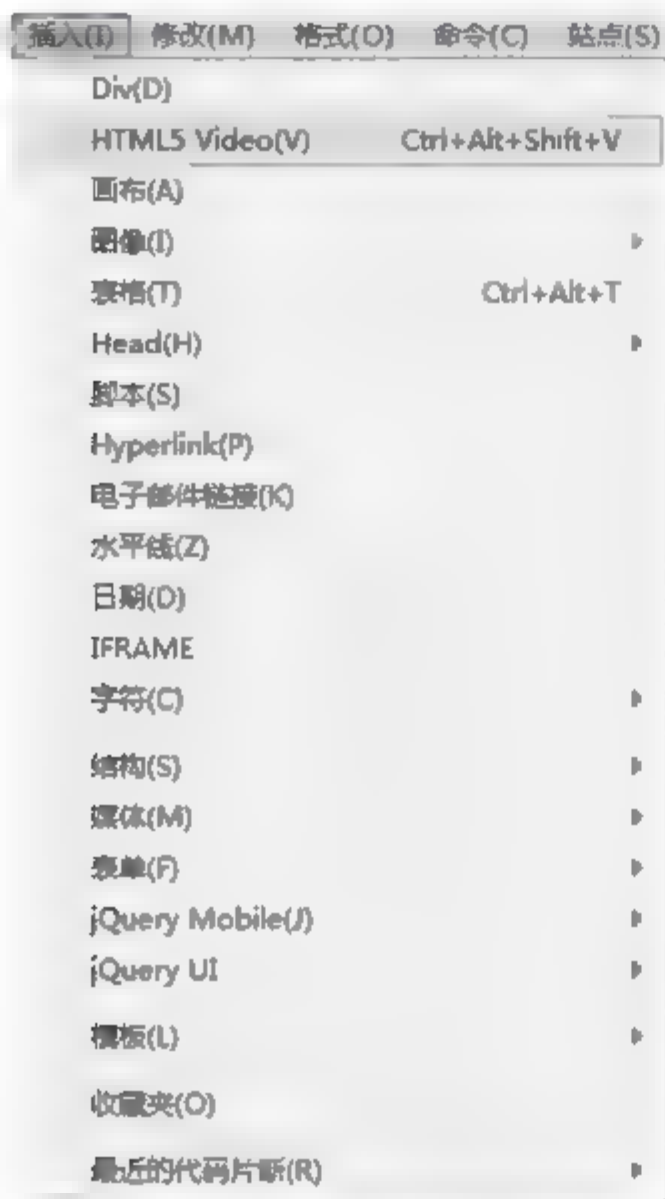 插入(I) 修改(M) 格式(O) 命令(C) 站点(S)
Div(D)
HTML5 Video(V) Ctrl+Alt+Shift+V
画布(A)
图像(I)
表格(T) Ctrl+Alt+T
Head(H)
脚本(S)
Hyperlink(P)
电子邮件链接(K)
水平线(Z)
日期(D)
IFRAME
字符(C)
结构(S)
媒体(M)
表单(F)
jQuery Mobile(J)
jQuery UI
模板(L)
收藏夹(O)
最近的代码片断(R)